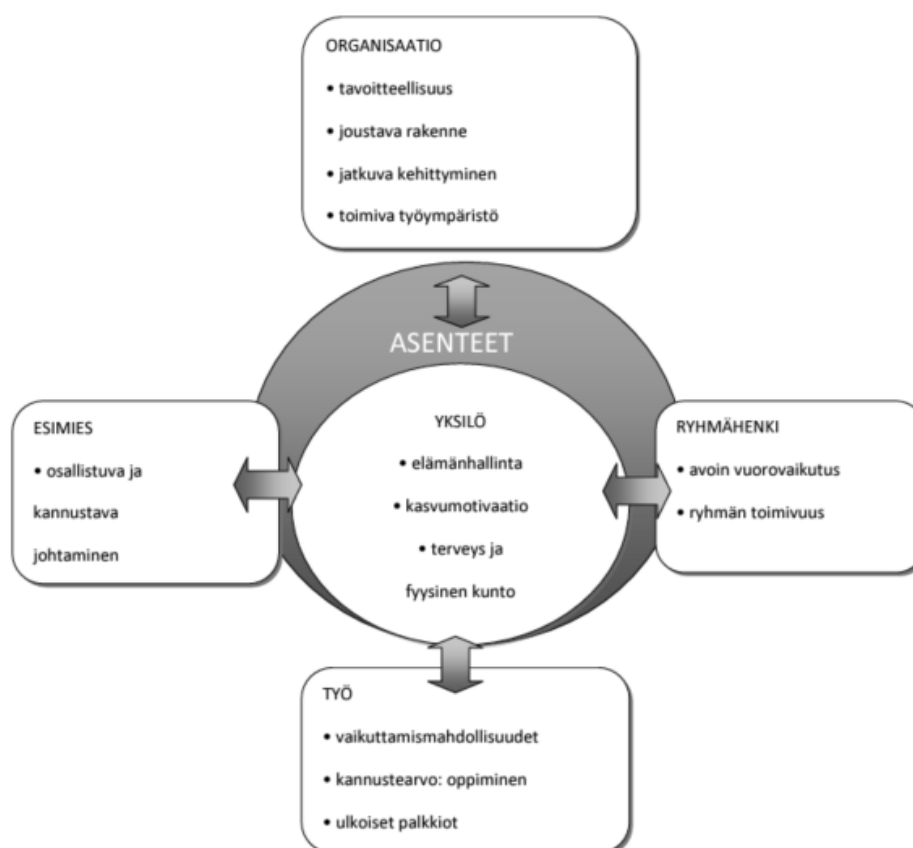 ORGANISAATIO
• tavoitteellisuus
• joustava rakenne
• jatkuva kehittyminen
• toimiva työympäristö
ASENTEET
ESIMIES
• osallistuva ja
kannustava
johtaminen
YKSILÖ
• elämänhallinta
• kasvumotivaatio
• terveys ja
fyysinen kunto
RYHMÄHENKI
• avoin vuorovaikutus
• ryhmän toimivuus
TYÖ
• vaikuttamismahdollisuudet
• kannustearvo: oppiminen
• ulkoiset palkkiot